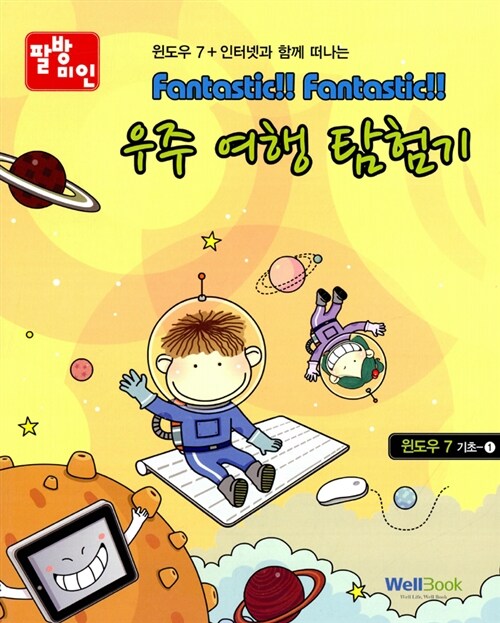 팔방미인
윈도우 7+인터넷과 함께 떠나는
Fantastic!! Fantastic!!
우주 여행 탐험기
윈도우 7 기초-1
WellBook
Well Life, Well Book